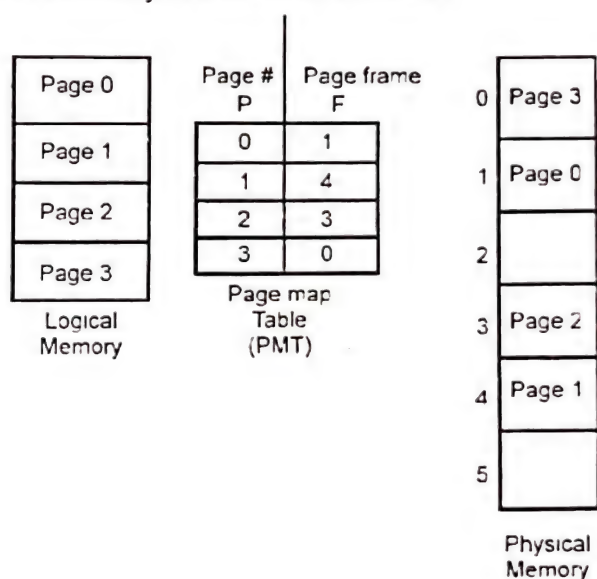 Page 0
Page 1
Page 2
Page 3
Logical
Memory
Page # Page frame
P F
0 1
1 4
2 3
3 0
Page map
Table
(PMT)
0 Page 3
1 Page 0
2
3 Page 2
4 Page 1
5
Physical
Memory